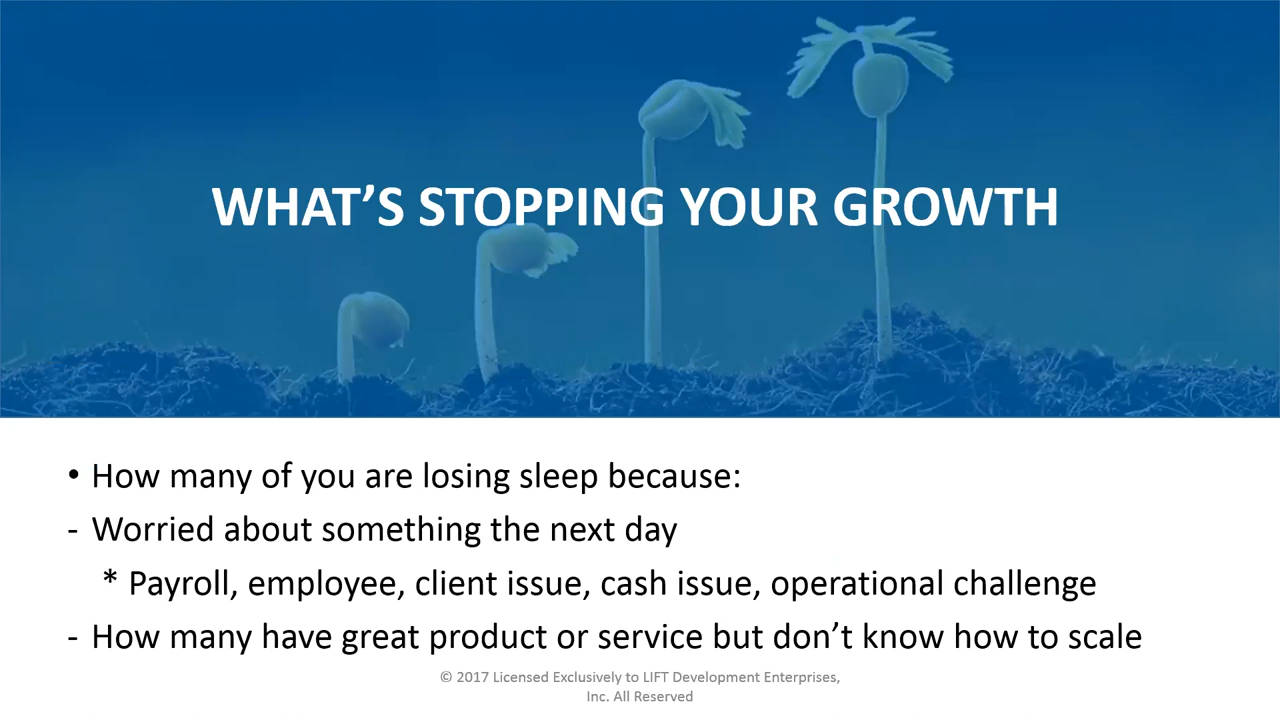 WHAT’S STOPPING YOUR GROWTH
• How many of you are losing sleep because:
- Worried about something the next day
* Payroll, employee, client issue, cash issue, operational challenge
- How many have great product or service but don’t know how to scale
© 2017 Licensed Exclusively to LIFT Development Enterprises,
Inc. All Reserved